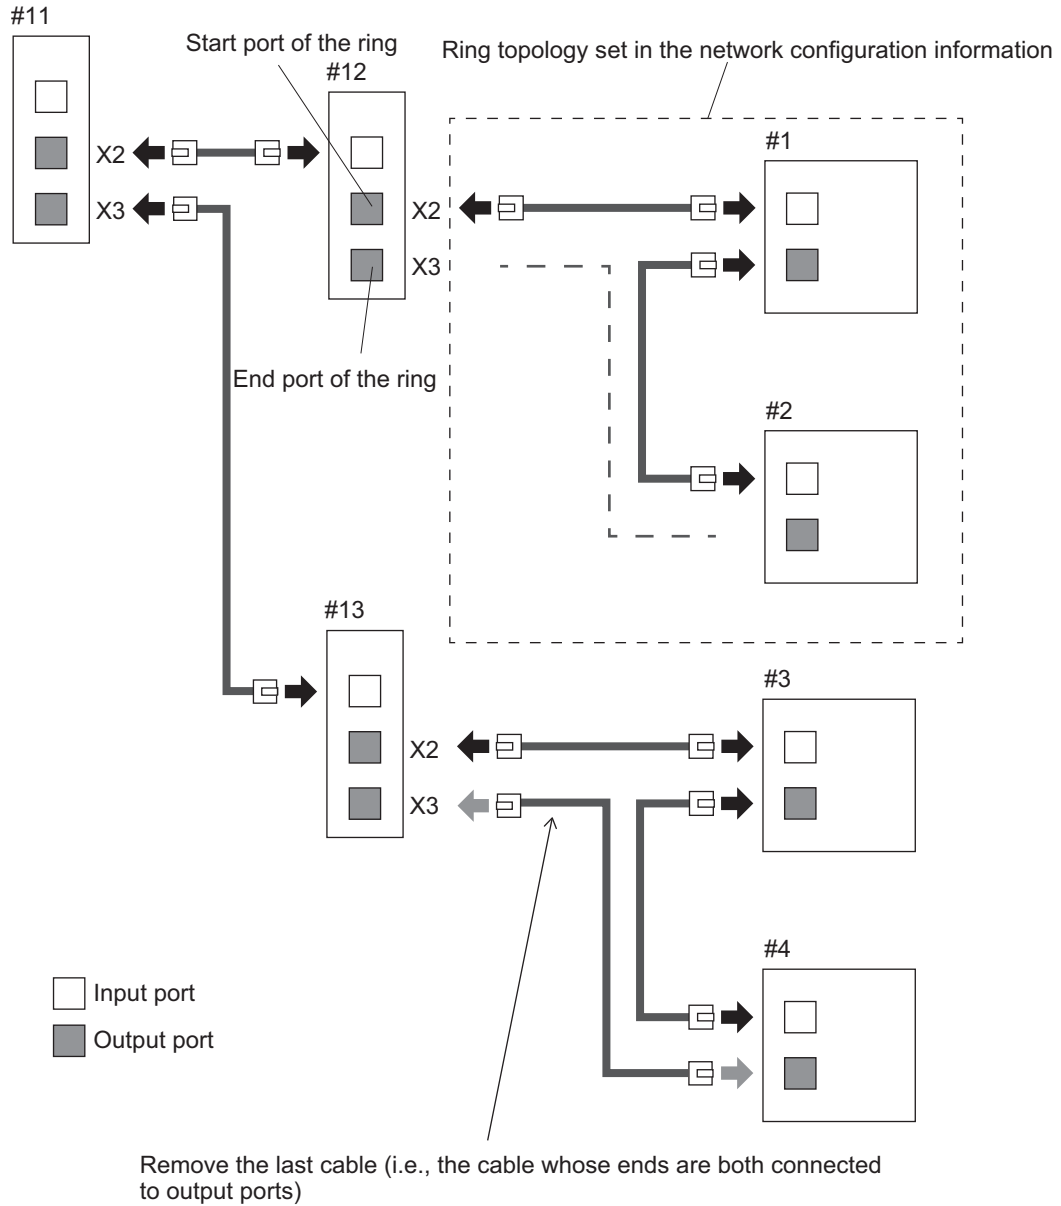 #11
Start port of the ring
#12
Ring topology set in the network configuration information
#1
X2
X3
X2
X3
End port of the ring
#2
#13
#3
X2
X3
#4
Input port
Output port
Remove the last cable (i.e., the cable whose ends are both connected
to output ports)